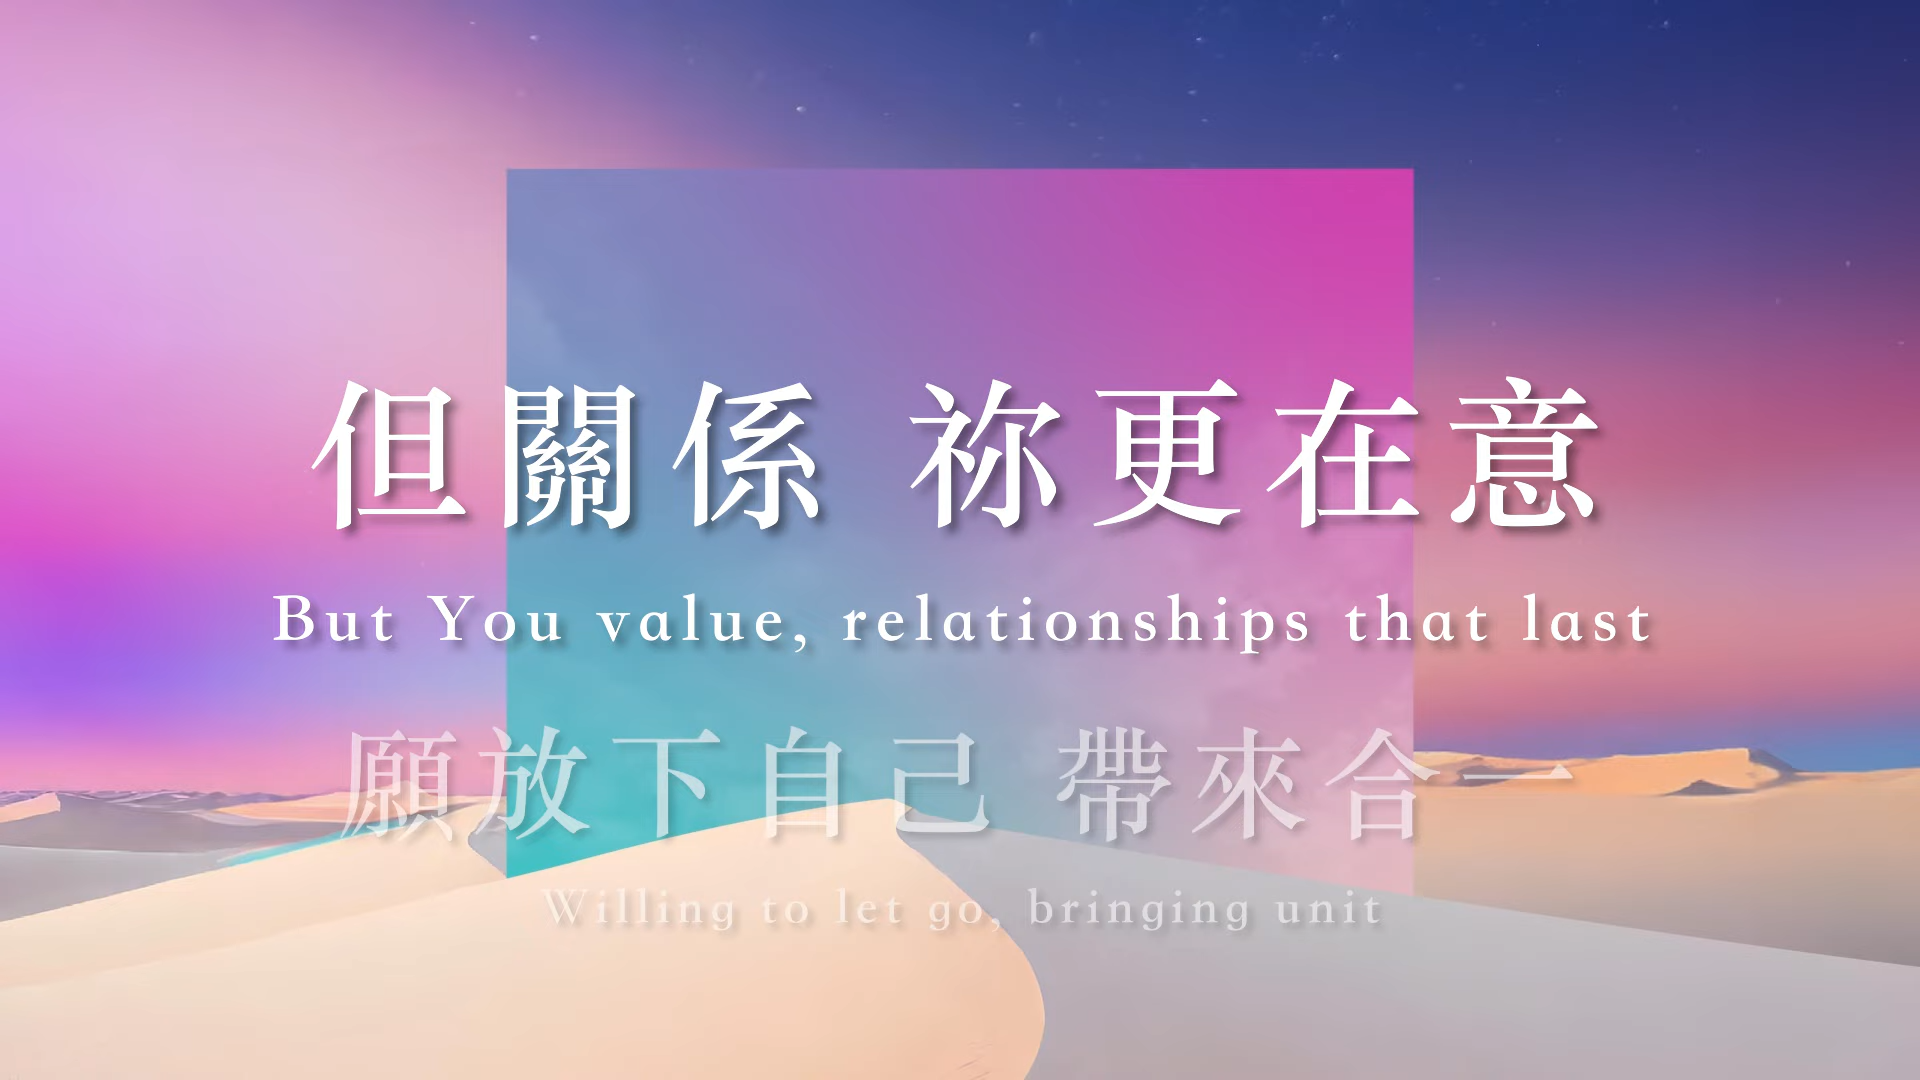 但關係 祢更在意
But You value, relationships that last
願放下自己 帶來合一
Willing to let go, bringing unit